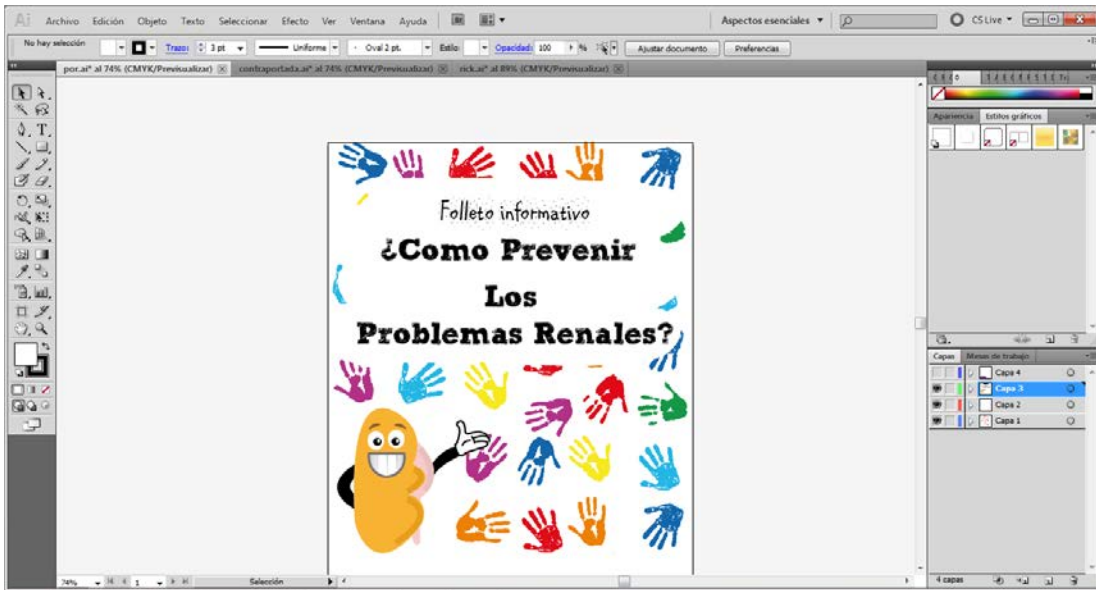 Ai Archivo Edición Objeto Texto Seleccionar Efecto Ver Ventana Ayuda Br Aspectos esenciales CS Live
No hay selección Trazo: 3 pt Uniforme Oval 2 pt. Estilo: Opacidad: 100 % Ajustar documento Preferencias
por.ai* al 74% (CMYK/Previsualizar) contraportada.ai* al 74% (CMYK/Previsualizar) rick.ai* al 89% (CMYK/Previsualizar)
Apariencia Estilos gráficos
Folleto informativo
¿Como Prevenir
Los
Problemas Renales?
Capas Mesas de trabajo
Capa 4
Capa 3
Capa 2
Capa 1
74% 1 Selección 4 capas